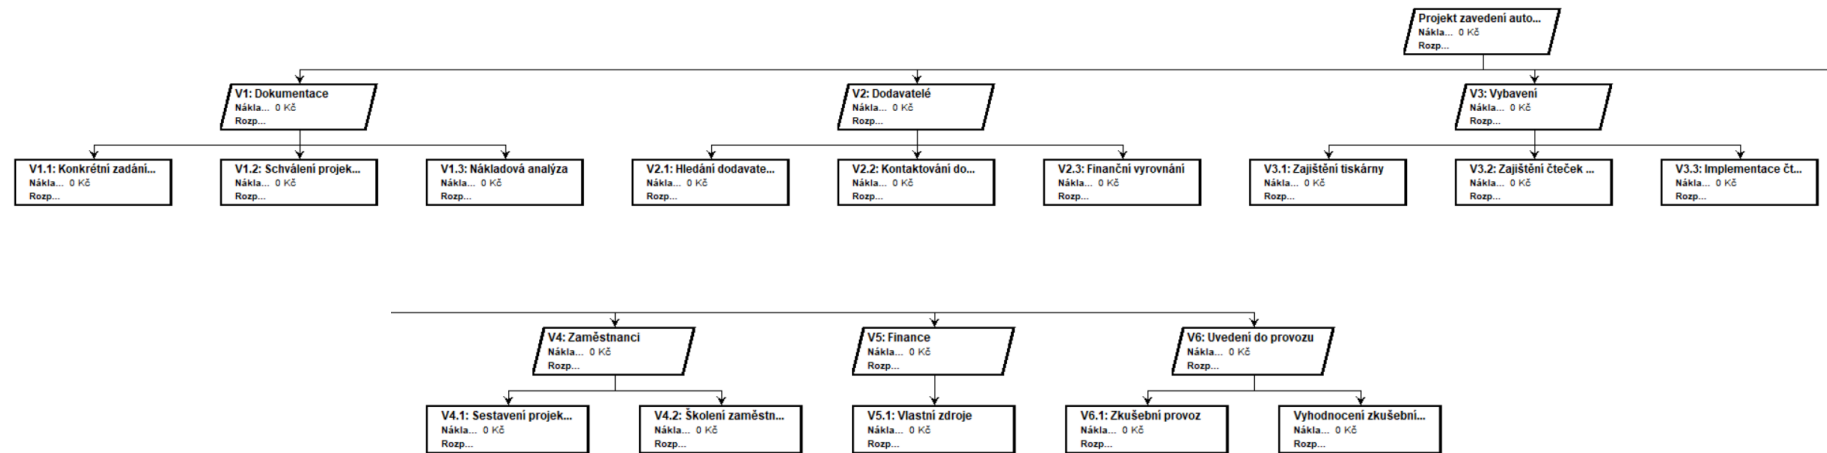 Projekt zavedení auto...
Nákla... 0 Kč
Rozp...
V1: Dokumentace
Nákla... 0 Kč
Rozp...
V2: Dodavatelé
Nákla... 0 Kč
Rozp...
V3: Vybavení
Nákla... 0 Kč
Rozp...
V1.1: Konkrétní zadání...
Nákla... 0 Kč
Rozp...
V1.2: Schválení projek...
Nákla... 0 Kč
Rozp...
V1.3: Nákladová analýza
Nákla... 0 Kč
Rozp...
V2.1: Hledání dodavate...
Nákla... 0 Kč
Rozp...
V2.2: Kontaktování do...
Nákla... 0 Kč
Rozp...
V2.3: Finanční vyrovnání
Nákla... 0 Kč
Rozp...
V3.1: Zajištění tiskárny
Nákla... 0 Kč
Rozp...
V3.2: Zajištění čteček ...
Nákla... 0 Kč
Rozp...
V3.3: Implementace čt...
Nákla... 0 Kč
Rozp...
V4: Zaměstnanci
Nákla... 0 Kč
Rozp...
V5: Finance
Nákla... 0 Kč
Rozp...
V6: Uvedení do provozu
Nákla... 0 Kč
Rozp...
V4.1: Sestavení projek...
Nákla... 0 Kč
Rozp...
V4.2: Školení zaměstn...
Nákla... 0 Kč
Rozp...
V5.1: Vlastní zdroje
Nákla... 0 Kč
Rozp...
V6.1: Zkušební provoz
Nákla... 0 Kč
Rozp...
Vyhodnocení zkušební...
Nákla... 0 Kč
Rozp...